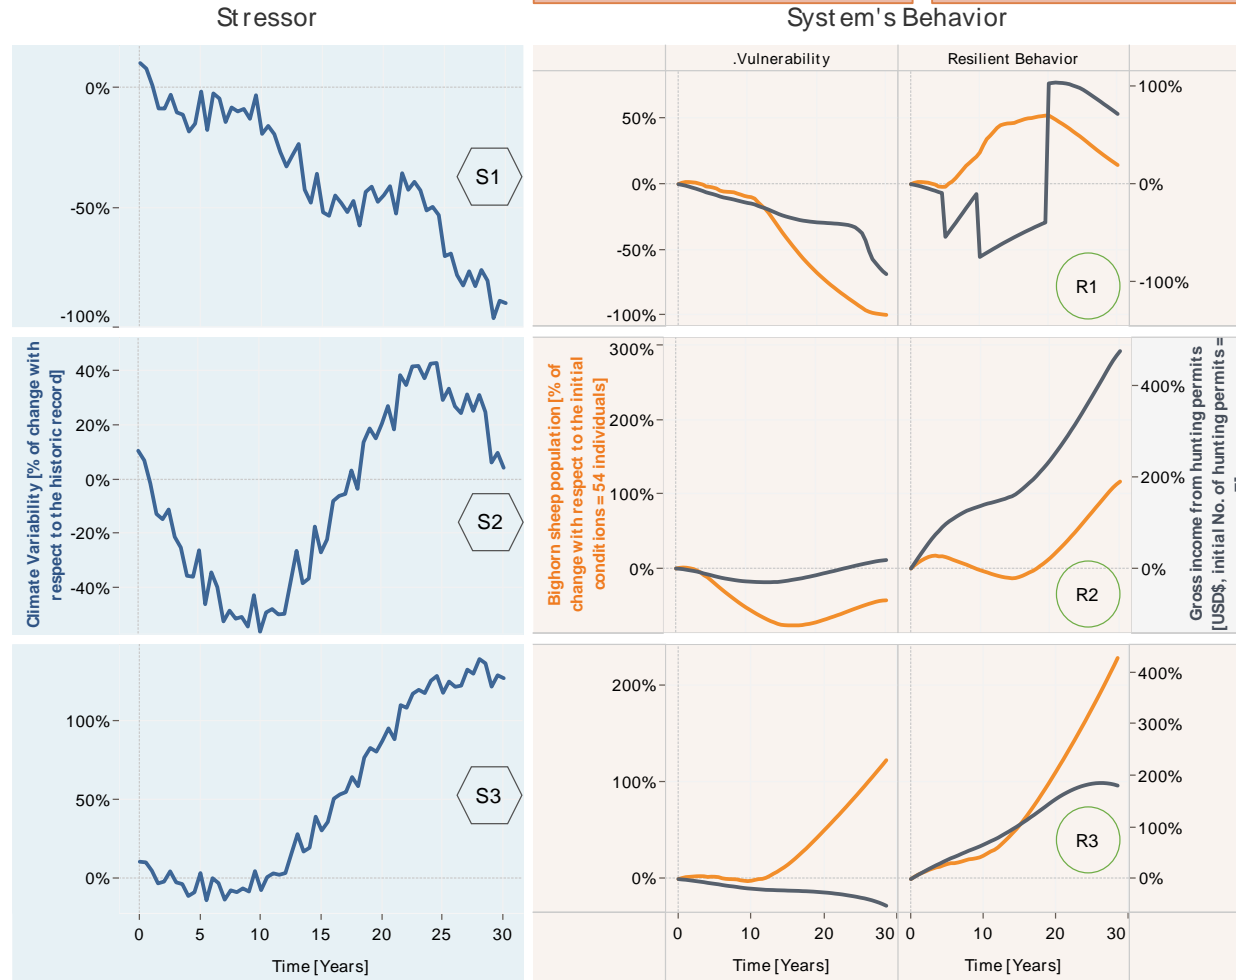 Stressor
System's Behavior
.Vulnerability
Resilient Behavior
0%
-50%
-100%
S1
50%
0%
-50%
-100%
100%
0%
-100%
R1
Climate Variability [% of change with
respect to the historic record]
40%
20%
0%
-20%
-40%
S2
Bighorn sheep population [% of
change with respect to the initial
conditions = 54 individuals]
300%
200%
100%
0%
400%
200%
0%
R2
Gross income from hunting permits
[USD$, initial No. of hunting permits =
100%
50%
0%
S3
200%
100%
0%
400%
300%
200%
100%
0%
R3
0 5 10 15 20 25 30
Time [Years]
0 10 20 30
Time [Years]
0 10 20 30
Time [Years]